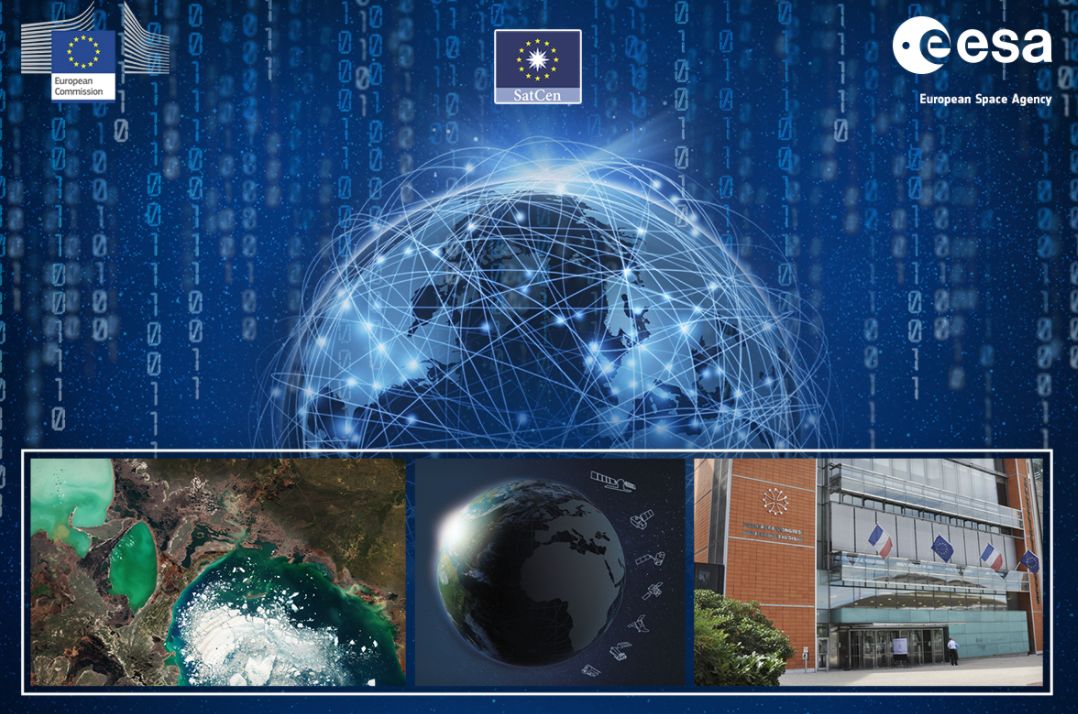 European
Commission
SatCen
esa
European Space Agency